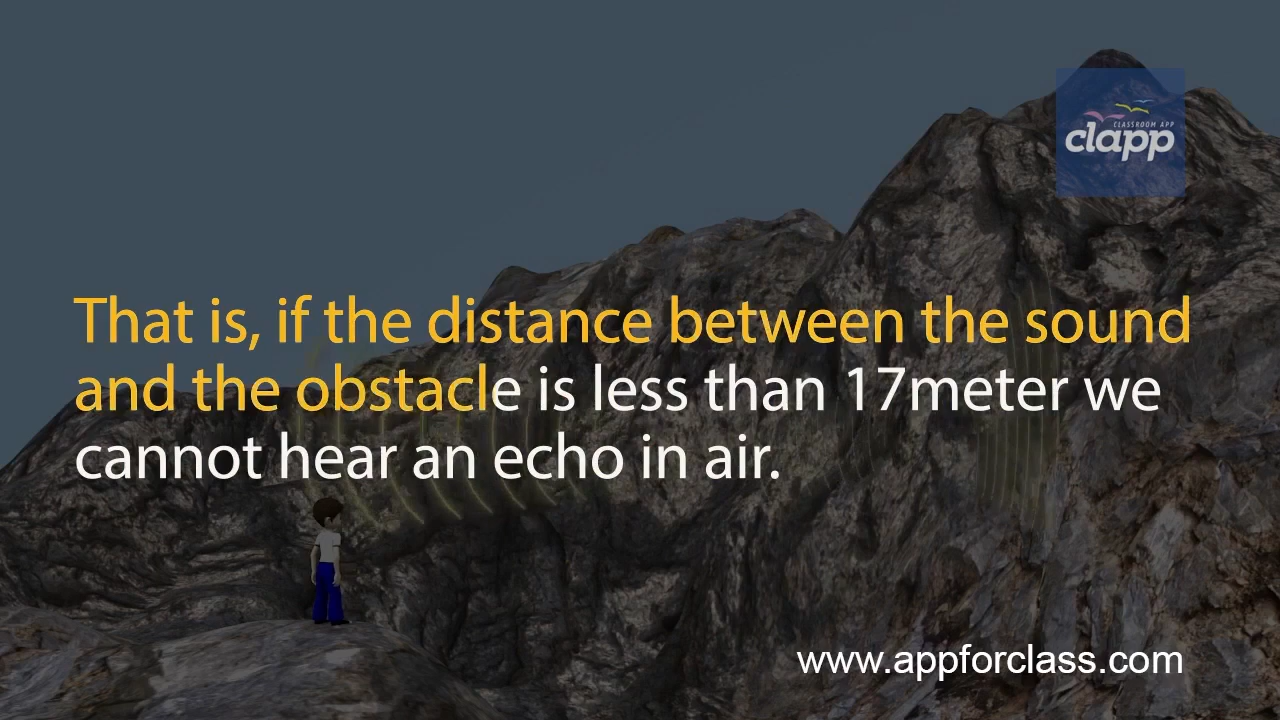 CLASSROOM APP
clapp
That is, if the distance between the sound
and the obstacle is less than 17meter we
cannot hear an echo in air.
www.appforclass.com